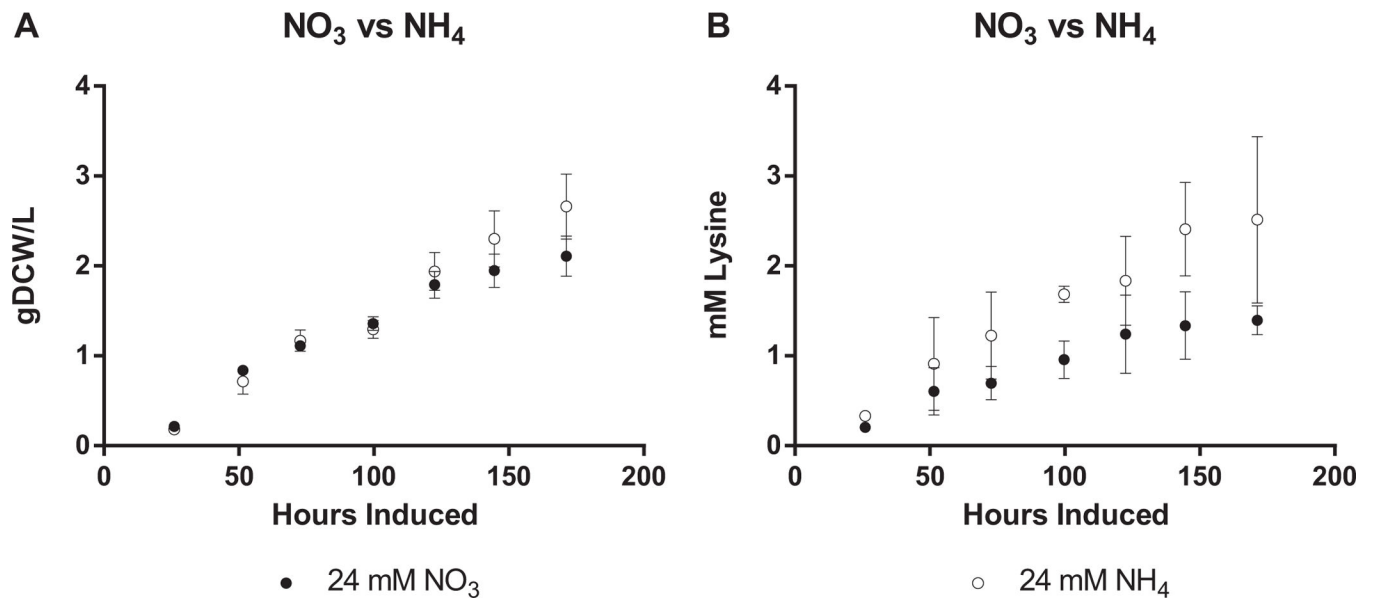 A
NO3 vs NH4
4
3
2
1
0
gDCW/L
0 50 100 150 200
Hours Induced
24 mM NO3
B
NO3 vs NH4
4
3
2
1
0
mM Lysine
0 50 100 150 200
Hours Induced
24 mM NH4